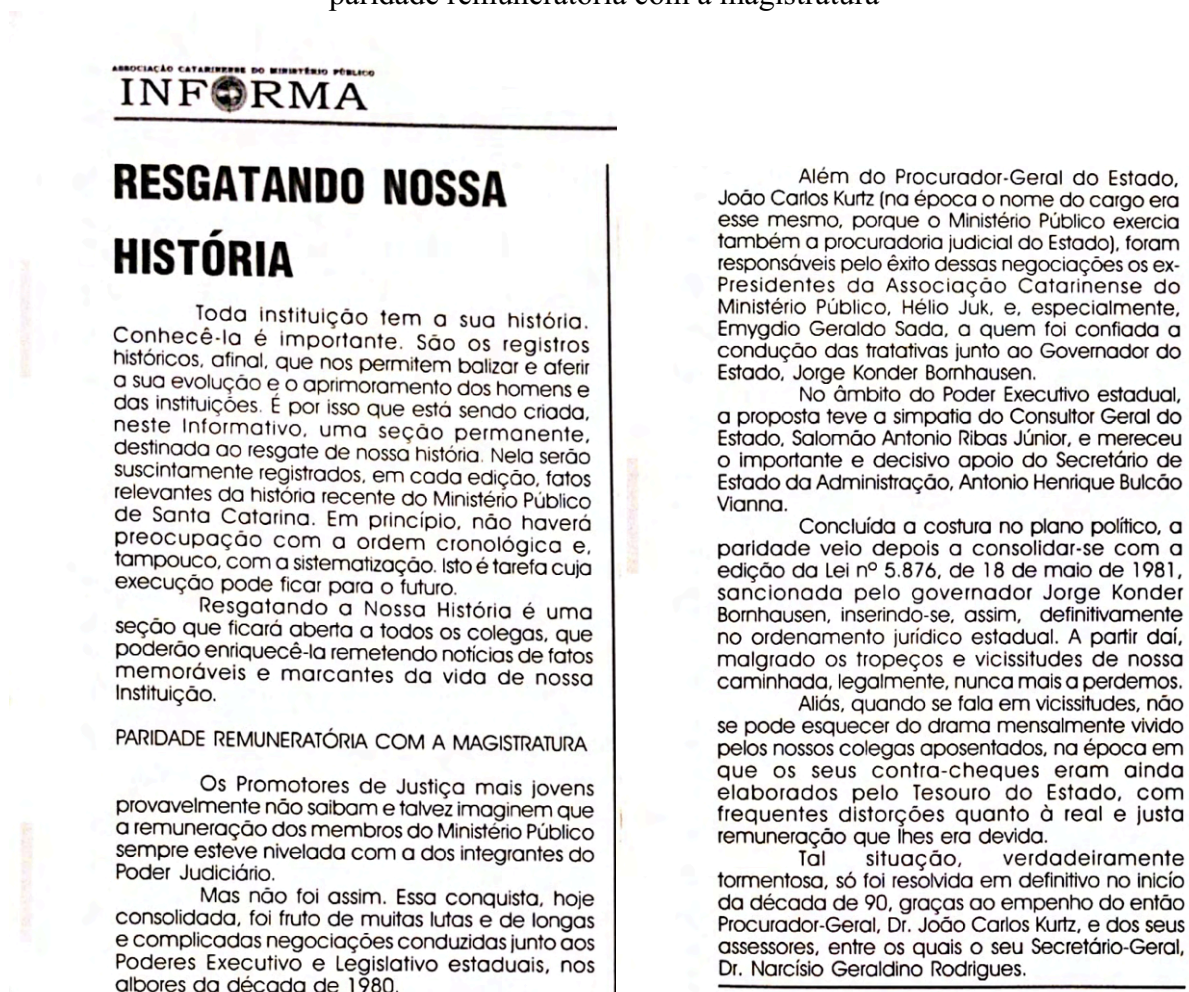 paridade remuneratória com a magistratura
ASSOCIAÇÃO CATARINENSE DO MINISTÉRIO PÚBLICO
INFORMA
RESGATANDO NOSSA
HISTÓRIA
Toda instituição tem a sua história.
Conhecê-la é importante. São os registros
históricos, afinal, que nos permitem balizar e aferir
a sua evolução e o aprimoramento dos homens e
das instituições. É por isso que está sendo criada,
neste Informativo, uma seção permanente,
destinada ao resgate de nossa história. Nela serão
suscintamente registrados, em cada edição, fatos
relevantes da história recente do Ministério Público
de Santa Catarina. Em princípio, não haverá
preocupação com a ordem cronológica e,
tampouco, com a sistematização. Isto é tarefa cuja
execução pode ficar para o futuro.
Resgatando a Nossa História é uma
seção que ficará aberta a todos os colegas, que
poderão enriquecê-la remetendo notícias de fatos
memoráveis e marcantes da vida de nossa
Instituição.
PARIDADE REMUNERATÓRIA COM A MAGISTRATURA
Os Promotores de Justiça mais jovens
provavelmente não saibam e talvez imaginem que
a remuneração dos membros do Ministério Público
sempre esteve nivelada com a dos integrantes do
Poder Judiciário.
Mas não foi assim. Essa conquista, hoje
consolidada, foi fruto de muitas lutas e de longas
e complicadas negociações conduzidas junto aos
Poderes Executivo e Legislativo estaduais, nos
albores da década de 1980.
Além do Procurador-Geral do Estado,
João Carlos Kurtz (na época o nome do cargo era
esse mesmo, porque o Ministério Público exercia
também a procuradoria judicial do Estado), foram
responsáveis pelo êxito dessas negociações os ex-
Presidentes da Associação Catarinense do
Ministério Público, Hélio Juk, e, especialmente,
Emygdio Geraldo Sada, a quem foi confiada a
condução das tratativas junto ao Governador do
Estado, Jorge Konder Bornhausen.
No âmbito do Poder Executivo estadual,
a proposta teve a simpatia do Consultor Geral do
Estado, Salomão Antonio Ribas Júnior, e mereceu
o importante e decisivo apoio do Secretário de
Estado da Administração, Antonio Henrique Bulcão
Vianna.
Concluída a costura no plano político, a
paridade veio depois a consolidar-se com a
edição da Lei nº 5.876, de 18 de maio de 1981,
sancionada pelo governador Jorge Konder
Bornhausen, inserindo-se, assim, definitivamente
no ordenamento jurídico estadual. A partir daí,
malgrado os tropeços e vicissitudes de nossa
caminhada, legalmente, nunca mais a perdemos.
Aliás, quando se fala em vicissitudes, não
se pode esquecer do drama mensalmente vivido
pelos nossos colegas aposentados, na época em
que os seus contra-cheques eram ainda
elaborados pelo Tesouro do Estado, com
frequentes distorções quanto à real e justa
remuneração que lhes era devida.
Tal situação, verdadeiramente
tormentosa, só foi resolvida em definitivo no início
da década de 90, graças ao empenho do então
Procurador-Geral, Dr. João Carlos Kurtz, e dos seus
assessores, entre os quais o seu Secretário-Geral,
Dr. Narcísio Geraldino Rodrigues.